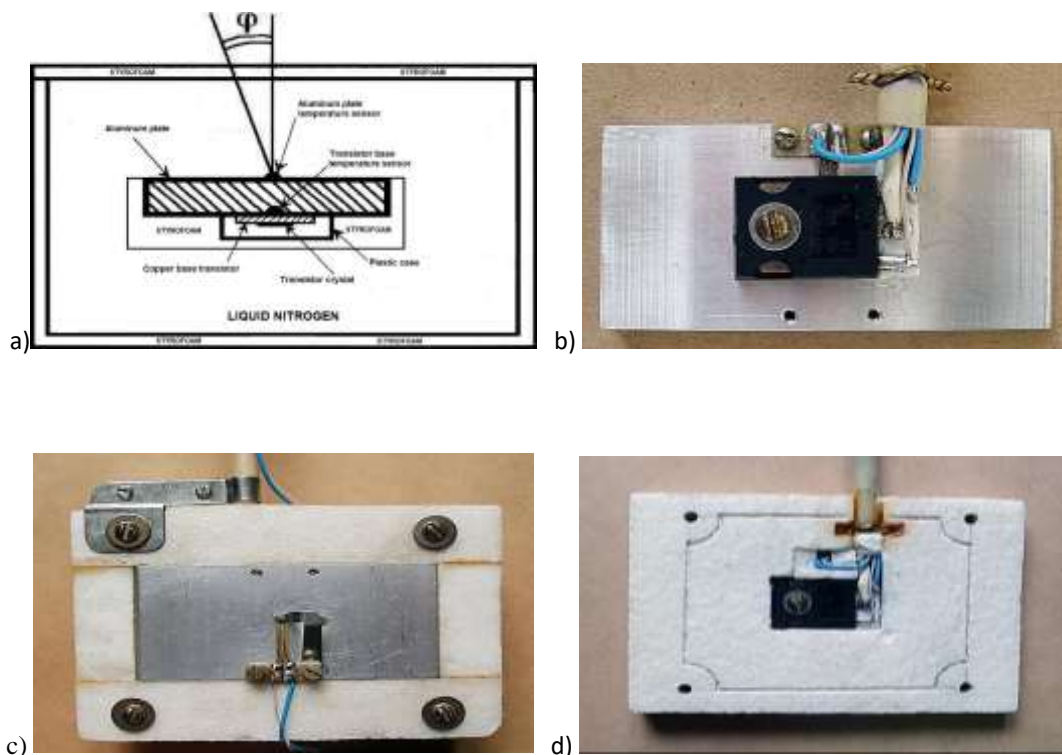 φ
STYROFOAM STYROFOAM
Aluminum plate
temperature sensor
Aluminum plate
Transistor base
temperature sensor
STYROFOAM STYROFOAM
Plastic case
Copper base transistor
Transistor crystal
LIQUID NITROGEN
STYROFOAM STYROFOAM
a) b)
c) d)